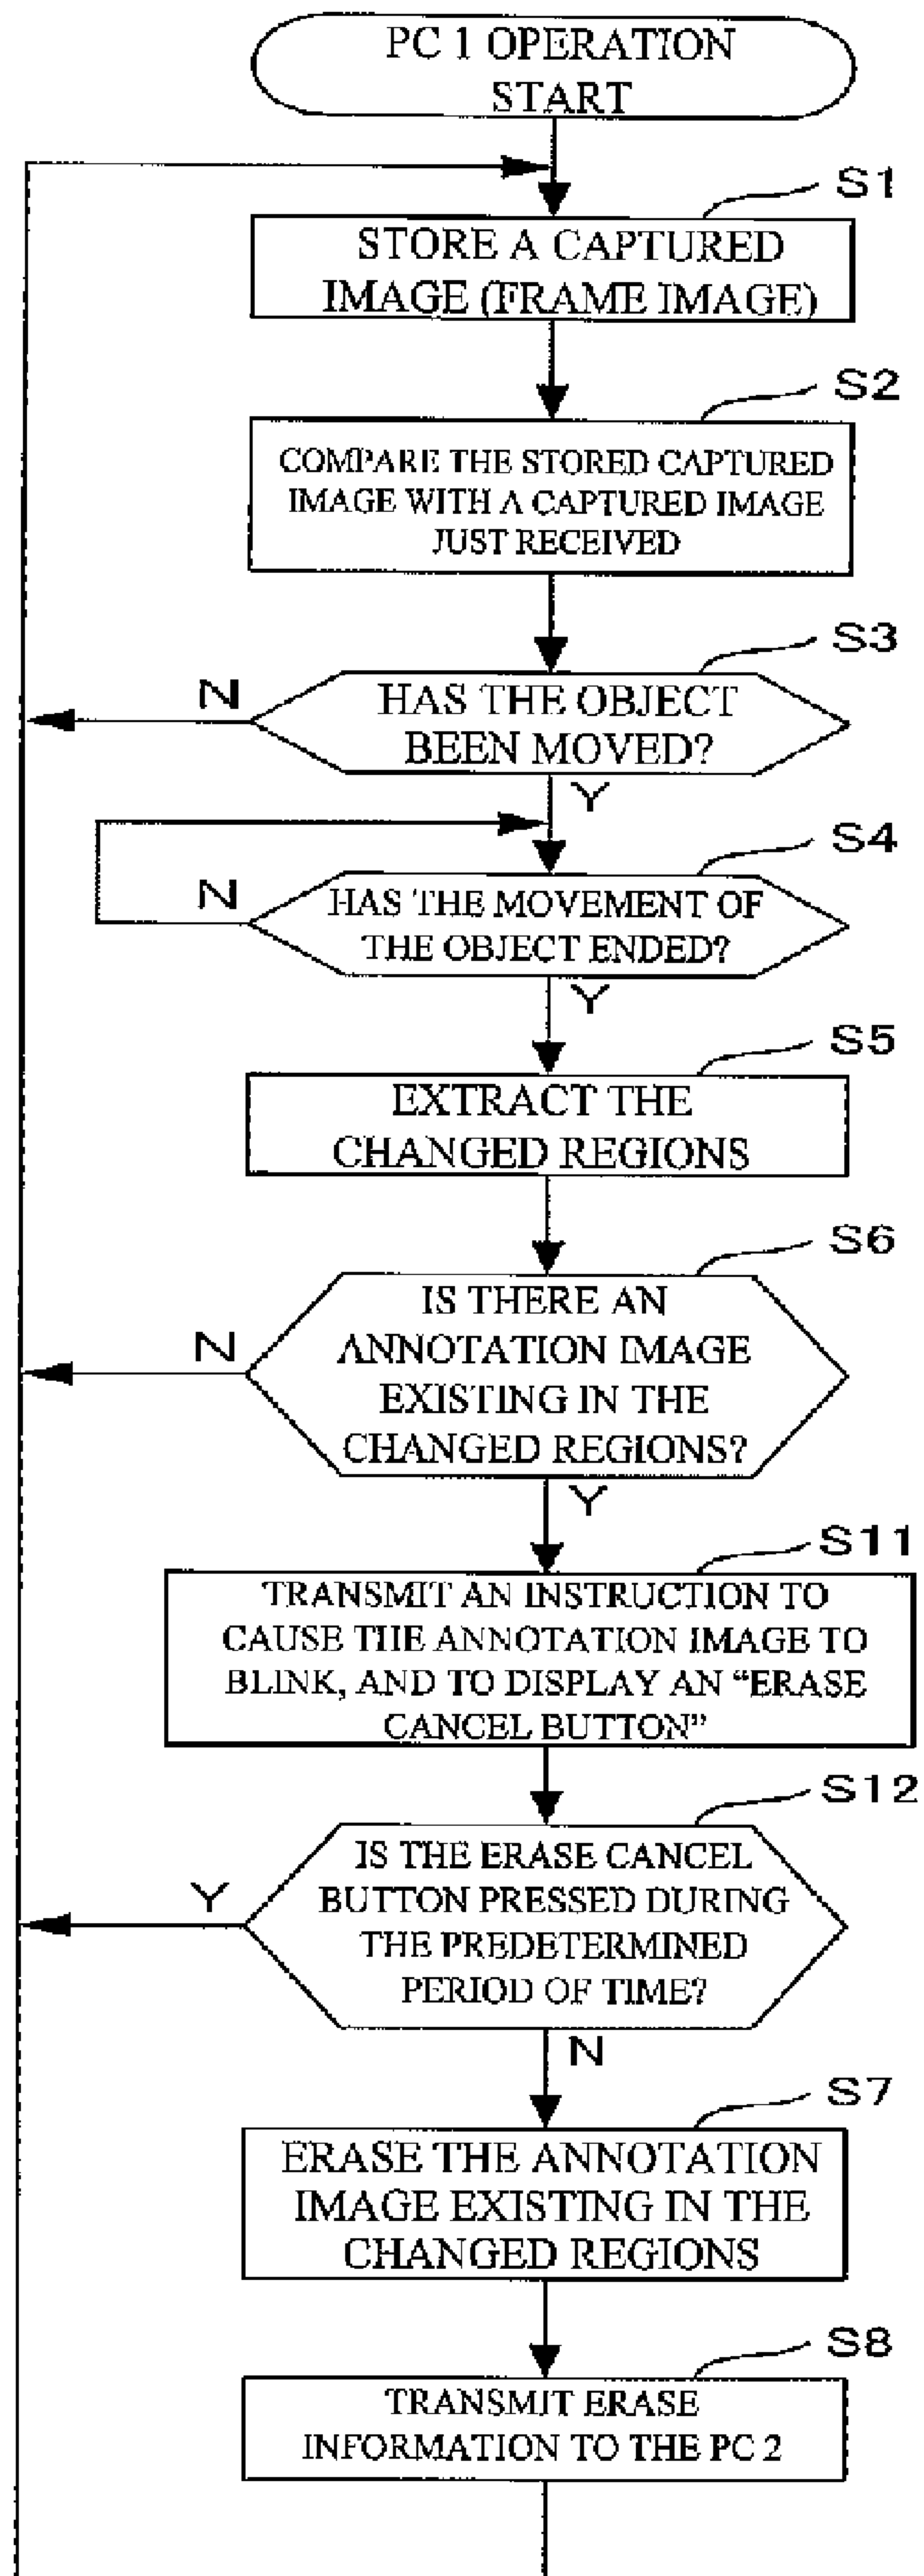 PC 1 OPERATION
START
S1
STORE A CAPTURED
IMAGE (FRAME IMAGE)
S2
COMPARE THE STORED CAPTURED
IMAGE WITH A CAPTURED IMAGE
JUST RECEIVED
S3
HAS THE OBJECT
BEEN MOVED?
N
Y
S4
HAS THE MOVEMENT OF
THE OBJECT ENDED?
N
Y
S5
EXTRACT THE
CHANGED REGIONS
S6
IS THERE AN
ANNOTATION IMAGE
EXISTING IN THE
CHANGED REGIONS?
N
Y
S11
TRANSMIT AN INSTRUCTION TO
CAUSE THE ANNOTATION IMAGE TO
BLINK, AND TO DISPLAY AN “ERASE
CANCEL BUTTON”
S12
IS THE ERASE CANCEL
BUTTON PRESSED DURING
THE PREDETERMINED
PERIOD OF TIME?
Y
N
S7
ERASE THE ANNOTATION
IMAGE EXISTING IN THE
CHANGED REGIONS
S8
TRANSMIT ERASE
INFORMATION TO THE PC 2